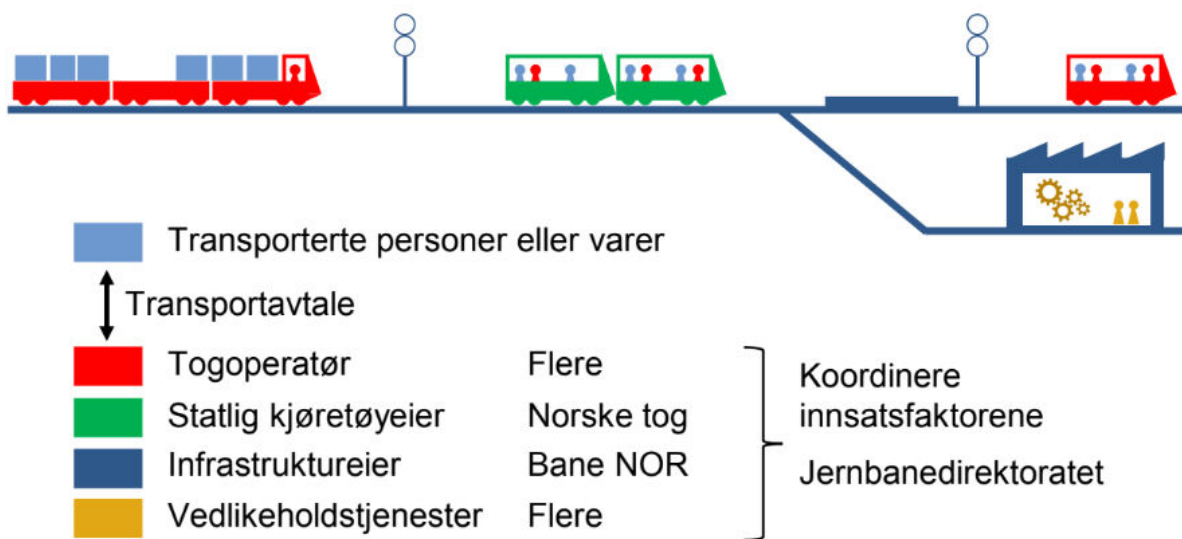 Transporterte personer eller varer
Transportavtale
Togoperatør Flere
Statlig kjøretøyeier Norske tog
Infrastruktureier Bane NOR
Vedlikeholdstjenester Flere
Koordinere
innsatsfaktorene
Jernbanedirektoratet